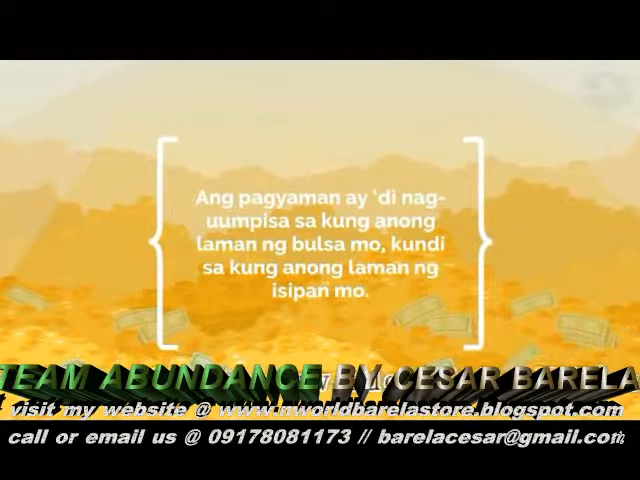 Ang pagyaman ay 'di nag-
uumpisa sa kung anong
laman ng bulsa mo, kundi
sa kung anong laman ng
isipan mo.
TEAM ABUNDANCE BY CESAR BARELA
visit my website @ www.mworldbarelastore.blogspot.com
call or email us @ 09178081173 // barelacesar@gmail.com